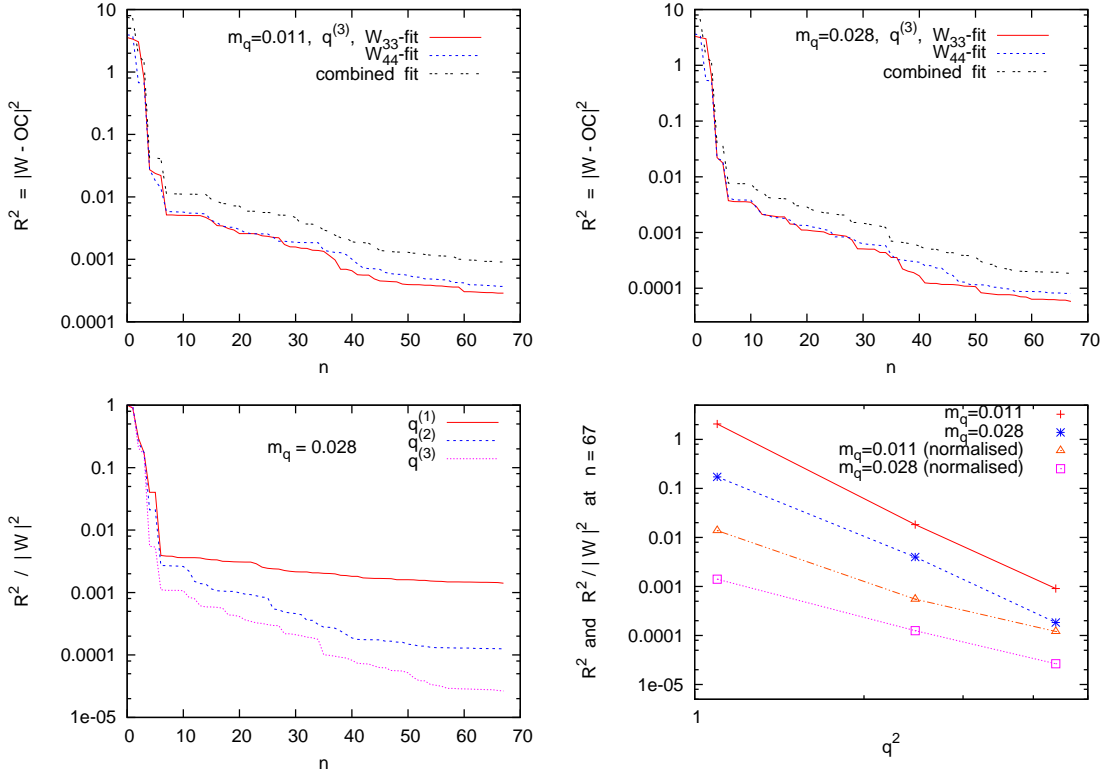 m_q=0.011, q^(3), W_33-fit
W_44-fit
combined fit
R^2 = |W - OC|^2
10
1
0.1
0.01
0.001
0.0001
0 10 20 30 40 50 60 70
n
m_q=0.028, q^(3), W_33-fit
W_44-fit
combined fit
R^2 = |W - OC|^2
10
1
0.1
0.01
0.001
0.0001
0 10 20 30 40 50 60 70
n
q^(1)
q^(2)
q^(3)
m_q = 0.028
R^2 / | W |^2
1
0.1
0.01
0.001
0.0001
1e-05
0 10 20 30 40 50 60 70
n
m_q=0.011
m_q=0.028
m_q=0.011 (normalised)
m_q=0.028 (normalised)
R^2 and R^2 / | W |^2 at n = 67
1
0.1
0.01
0.001
0.0001
1e-05
1
q^2